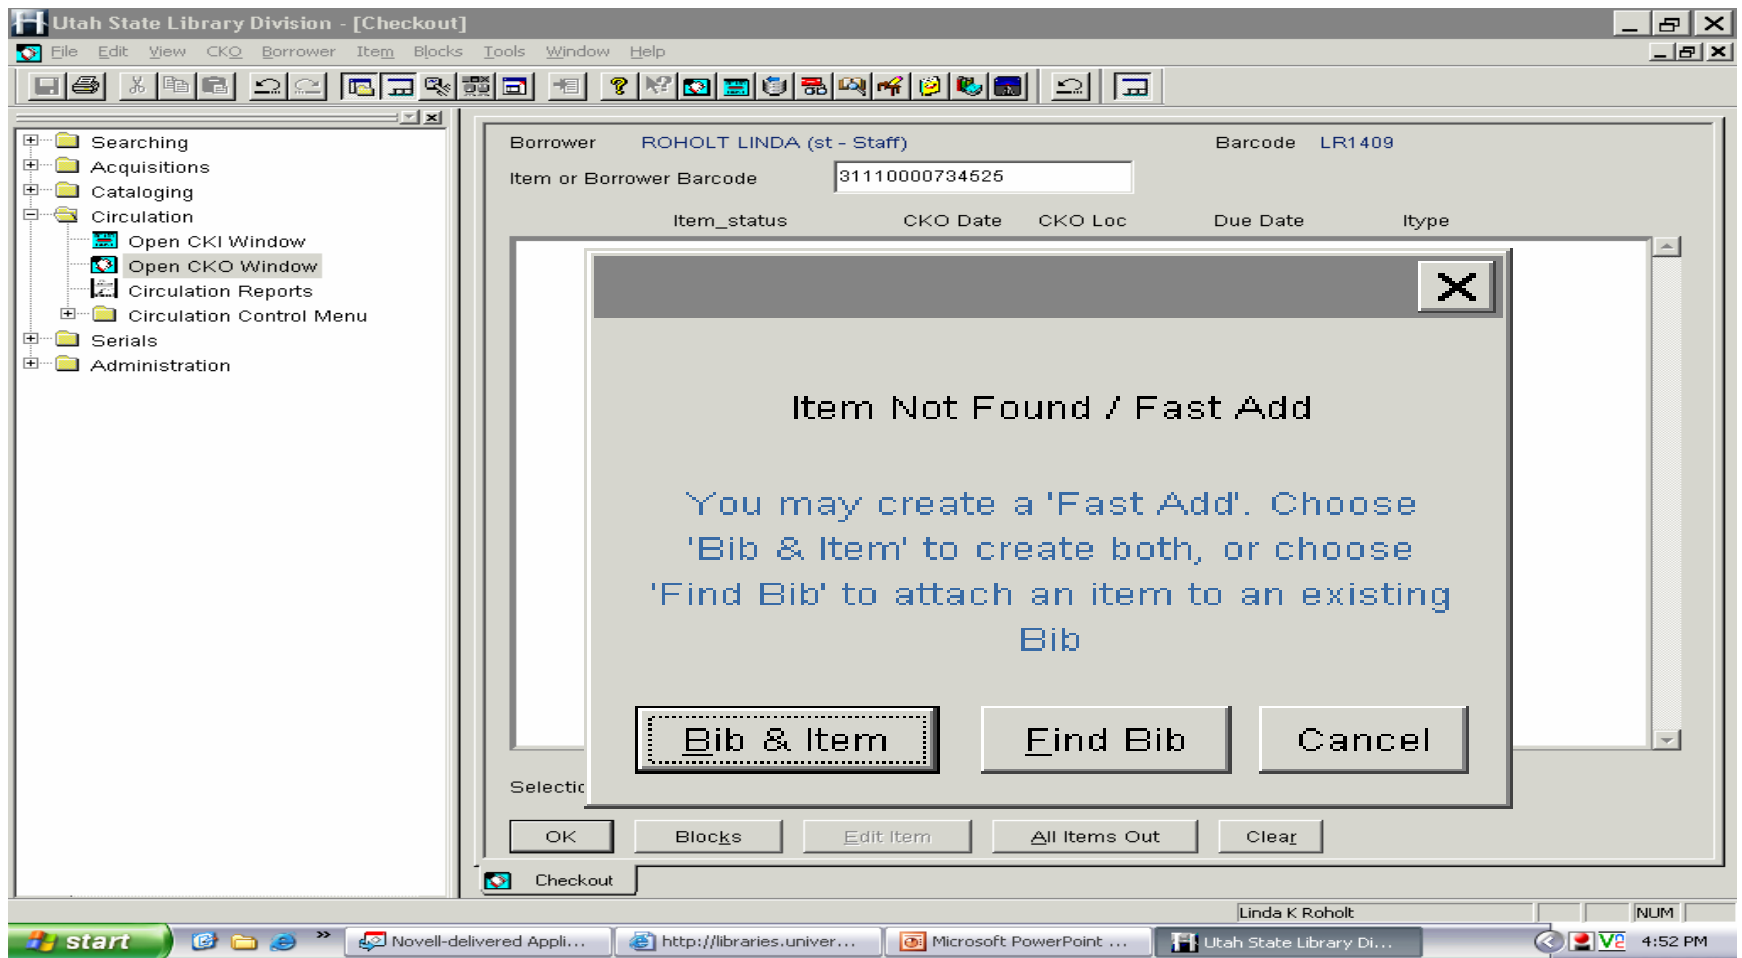 Utah State Library Division - [Checkout]
File Edit View CKO Borrower Item Blocks Tools Window Help
Searching
Acquisitions
Cataloging
Circulation
Open CKI Window
Open CKO Window
Circulation Reports
Circulation Control Menu
Serials
Administration
Borrower ROHOLT LINDA (st - Staff) Barcode LR1409
Item or Borrower Barcode 31110000734525
Item_status CKO Date CKO Loc Due Date Itype
Item Not Found / Fast Add
You may create a 'Fast Add'. Choose
'Bib & Item' to create both, or choose
'Find Bib' to attach an item to an existing
Bib
Bib & Item Find Bib Cancel
Selectio
OK Blocks Edit Item All Items Out Clear
Checkout
Linda K Roholt NUM
start Novell-delivered Appli... http://libraries.univer... Microsoft PowerPoint ... Utah State Library Di... 4:52 PM